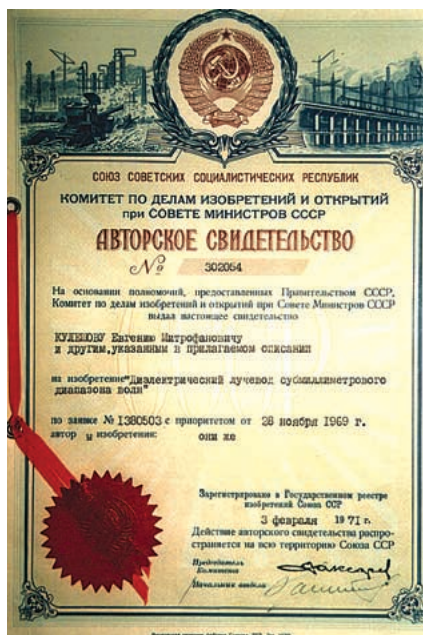 СОЮЗ СОВЕТСКИХ СОЦИАЛИСТИЧЕСКИХ РЕСПУБЛИК
КОМИТЕТ ПО ДЕЛАМ ИЗОБРЕТЕНИЙ И ОТКРЫТИЙ
при СОВЕТЕ МИНИСТРОВ СССР
АВТОРСКОЕ СВИДЕТЕЛЬСТВО
№ 302054
На основании полномочий, предоставленных Правительством СССР,
Комитет по делам изобретений и открытий при Совете Министров СССР
выдал настоящее свидетельство
КУЛЕШОВУ Евгению Митрофановичу
и другим, указанным в прилагаемом описании
на изобретение "Диэлектрический лучевод субмиллиметрового
диапазона волн"
по заявке № 1380503 с приоритетом от 28 ноября 1969 г.
автор ы изобретения: они же
Зарегистрировано в Государственном реестре
изобретений Союза ССР
3 февраля 1971 г.
Действие авторского свидетельства распро-
страняется на всю территорию Союза ССР
Председатель
Комитета
Начальник отдела